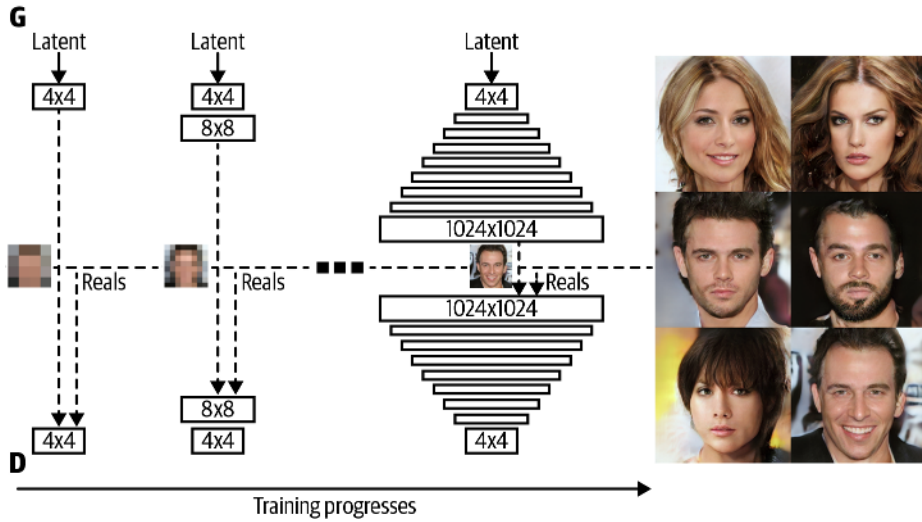 G
Latent
Latent
Latent
4x4
4x4
4x4
8x8
1024x1024
Reals
Reals
Reals
1024x1024
8x8
4x4
4x4
4x4
D
Training progresses